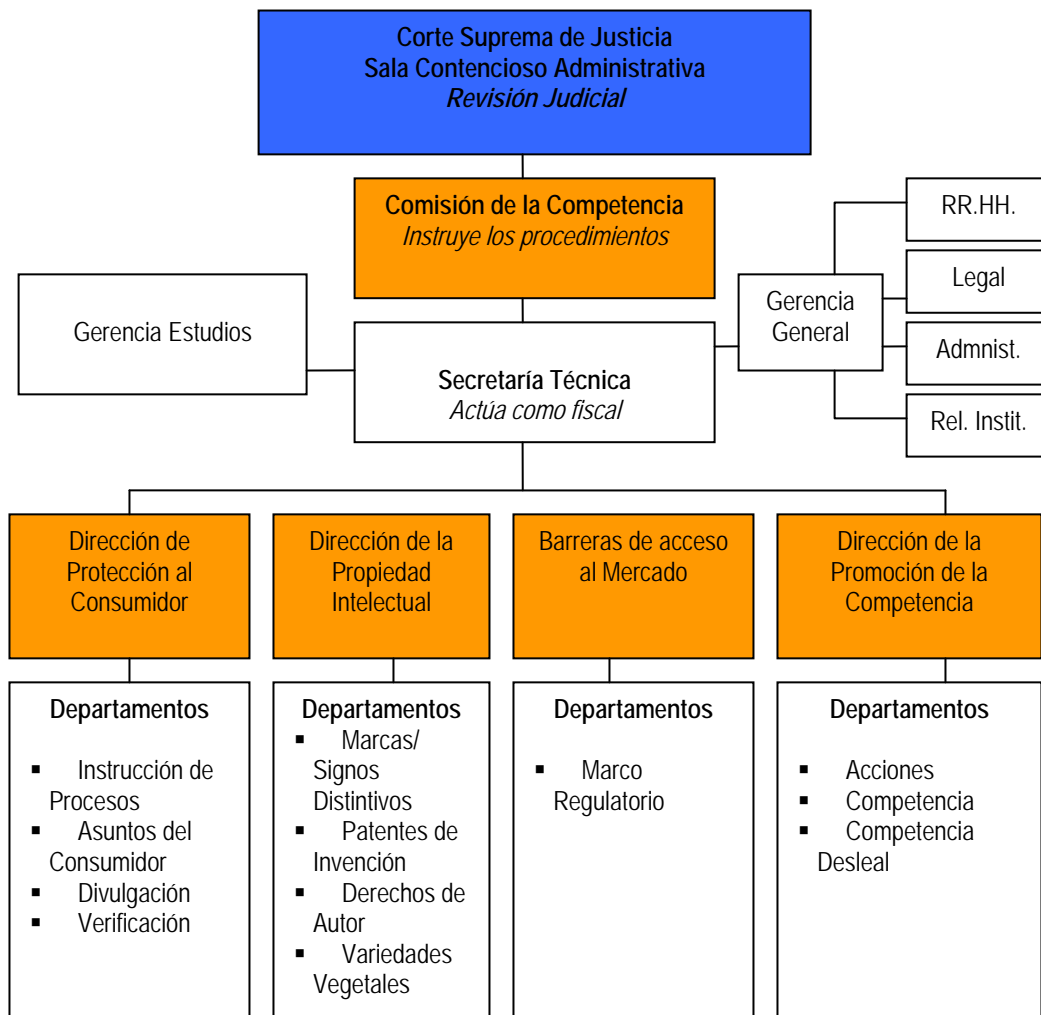 Corte Suprema de Justicia
Sala Contencioso Administrativa
Revisión Judicial
Comisión de la Competencia
Instruye los procedimientos
Gerencia Estudios
Secretaría Técnica
Actúa como fiscal
Gerencia
General
RR.HH.
Legal
Admnist.
Rel. Instit.
Dirección de
Protección al
Consumidor
Dirección de la
Propiedad
Intelectual
Barreras de acceso
al Mercado
Dirección de la
Promoción de la
Competencia
Departamentos
▪ Instrucción de
Procesos
▪ Asuntos del
Consumidor
▪ Divulgación
▪ Verificación
Departamentos
▪ Marcas/
Signos
Distintivos
▪ Patentes de
Invención
▪ Derechos de
Autor
▪ Variedades
Vegetales
Departamentos
▪ Marco
Regulatorio
Departamentos
▪ Acciones
▪ Competencia
▪ Competencia
Desleal